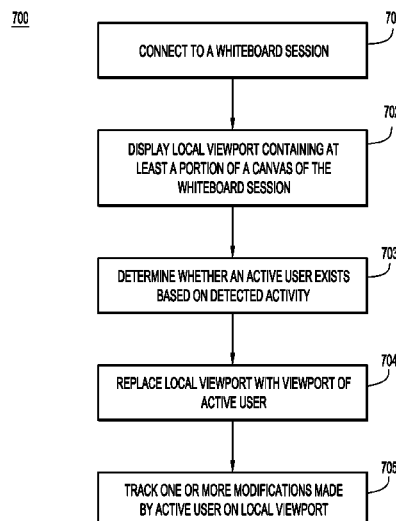 700
70
CONNECT TO A WHITEBOARD SESSION
702
DISPLAY LOCAL VIEWPORT CONTAINING AT
LEAST A PORTION OF A CANVAS OF THE
WHITEBOARD SESSION
703
DETERMINE WHETHER AN ACTIVE USER EXISTS
BASED ON DETECTED ACTIVITY
704
REPLACE LOCAL VIEWPORT WITH VIEWPORT OF
ACTIVE USER
705
TRACK ONE OR MORE MODIFICATIONS MADE
BY ACTIVE USER ON LOCAL VIEWPORT